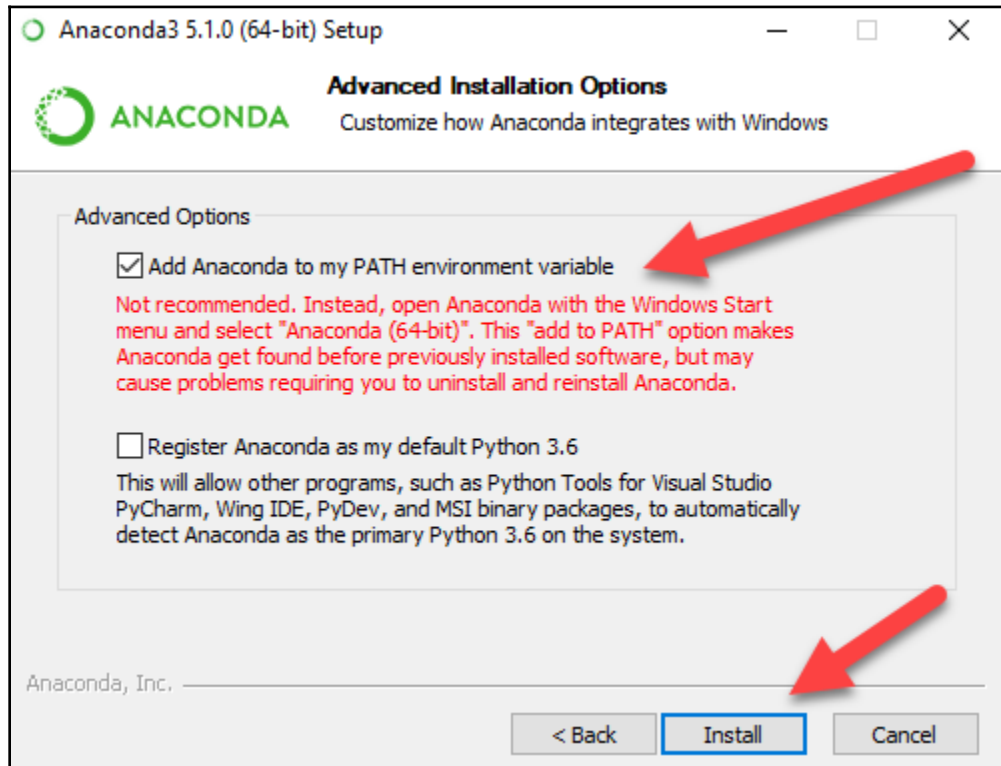 Anaconda3 5.1.0 (64-bit) Setup
ANACONDA
Advanced Installation Options
Customize how Anaconda integrates with Windows
Advanced Options
Add Anaconda to my PATH environment variable
Not recommended. Instead, open Anaconda with the Windows Start
menu and select "Anaconda (64-bit)". This "add to PATH" option makes
Anaconda get found before previously installed software, but may
cause problems requiring you to uninstall and reinstall Anaconda.
Register Anaconda as my default Python 3.6
This will allow other programs, such as Python Tools for Visual Studio
PyCharm, Wing IDE, PyDev, and MSI binary packages, to automatically
detect Anaconda as the primary Python 3.6 on the system.
Anaconda, Inc.
< Back
Install
Cancel